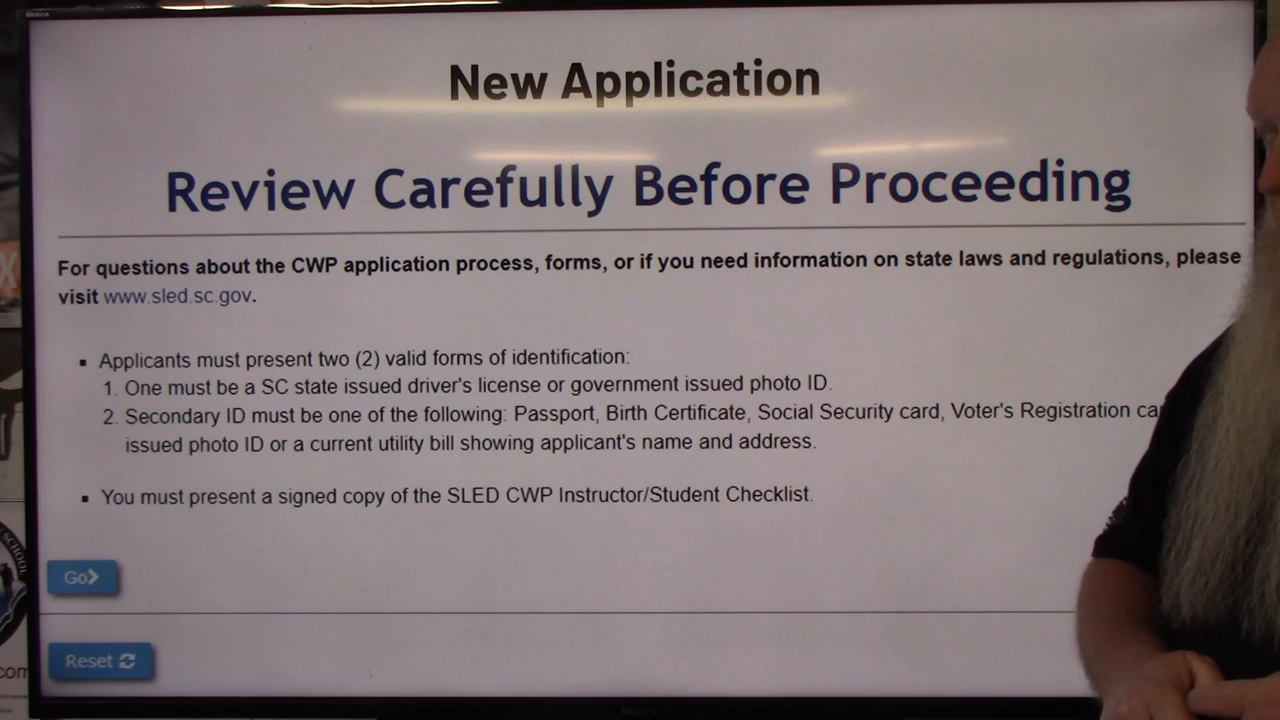 New Application
Review Carefully Before Proceeding
For questions about the CWP application process, forms, or if you need information on state laws and regulations, please
visit www.sled.sc.gov.
▪ Applicants must present two (2) valid forms of identification:
1. One must be a SC state issued driver's license or government issued photo ID.
2. Secondary ID must be one of the following: Passport, Birth Certificate, Social Security card, Voter's Registration
issued photo ID or a current utility bill showing applicant's name and address.
▪ You must present a signed copy of the SLED CWP Instructor/Student Checklist.
Go
Reset
SCHOOL
com
X